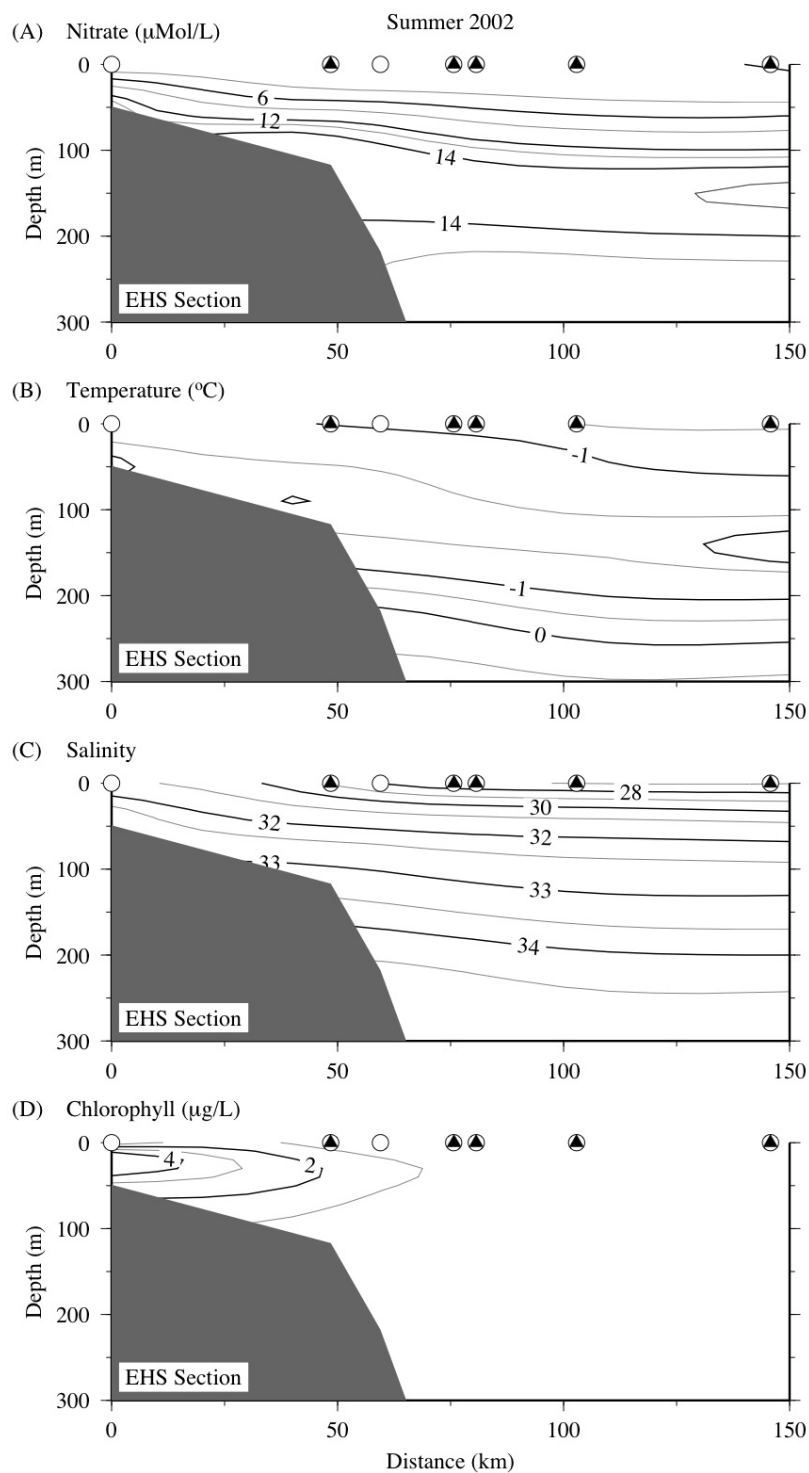 Summer 2002
(A) Nitrate (μMol/L)
0
6
12
100
14
Depth (m)
200
14
EHS Section
300
0 50 100 150
(B) Temperature (ºC)
0
-1
100
Depth (m)
200
-1
0
EHS Section
300
0 50 100 150
(C) Salinity
0
28
30
32 32
100
33 33
Depth (m)
200
34
EHS Section
300
0 50 100 150
(D) Chlorophyll (μg/L)
0
4 2
100
Depth (m)
200
EHS Section
300
0 50 100 150
Distance (km)